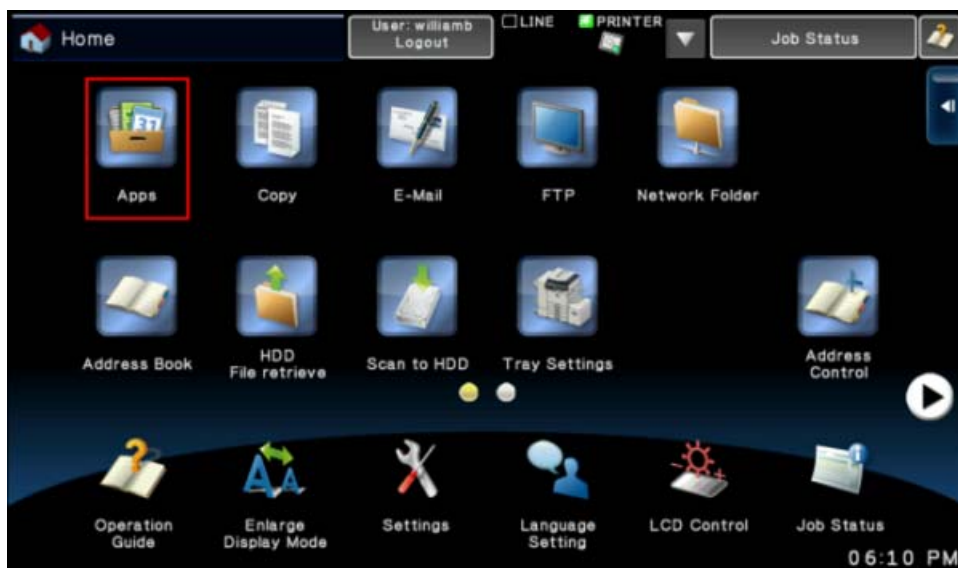 Home
User: williamb
Logout
LINE
PRINTER
Job Status
31
Apps
Copy
E-Mail
FTP
Network Folder
Address Book
HDD
File retrieve
Scan to HDD
Tray Settings
Address
Control
Operation
Guide
Enlarge
Display Mode
Settings
Language
Setting
LCD Control
Job Status
06:10 PM